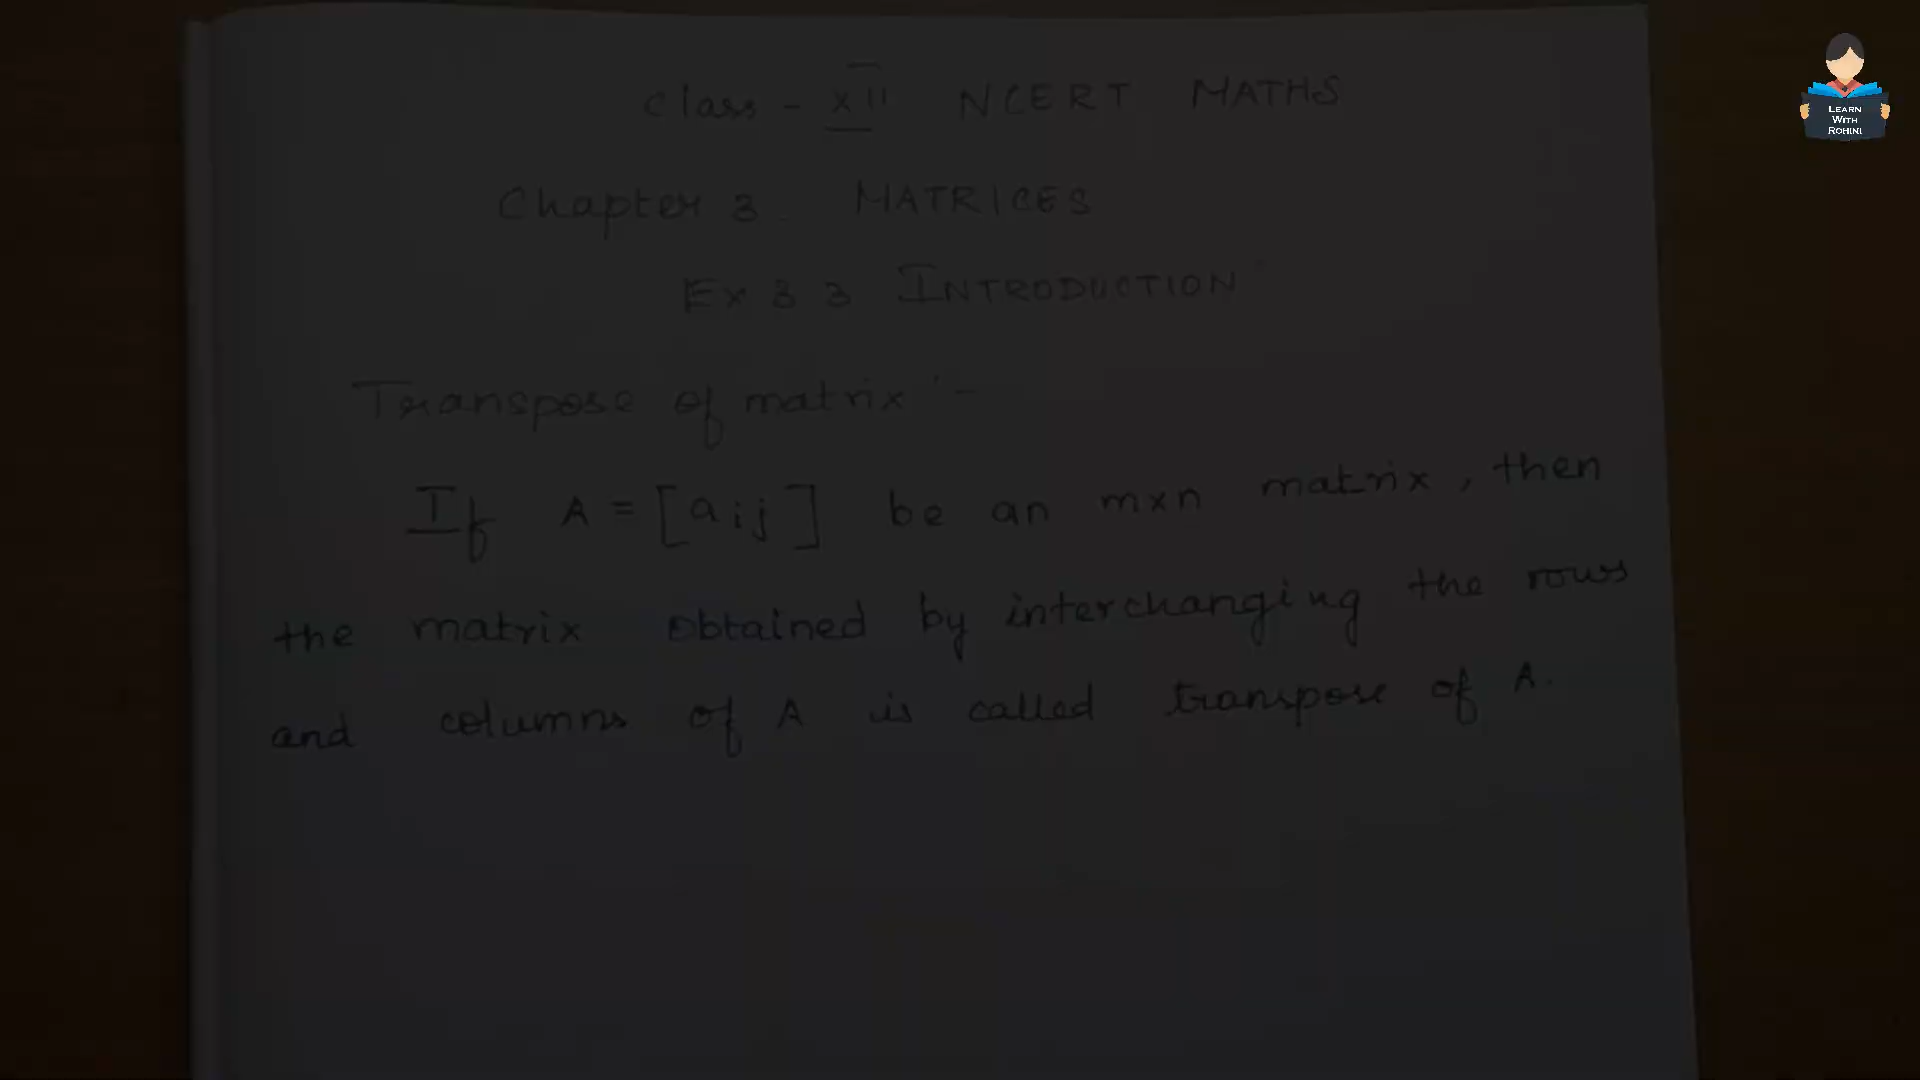 Class - XII NCERT MATHS
LEARN
WITH
ROHINI
Chapter 3. MATRICES
Ex 3.3 INTRODUCTION
Transpose of matrix :-
If A = [aij] be an m×n matrix, then
the matrix obtained by interchanging the rows
and columns of A is called transpose of A.